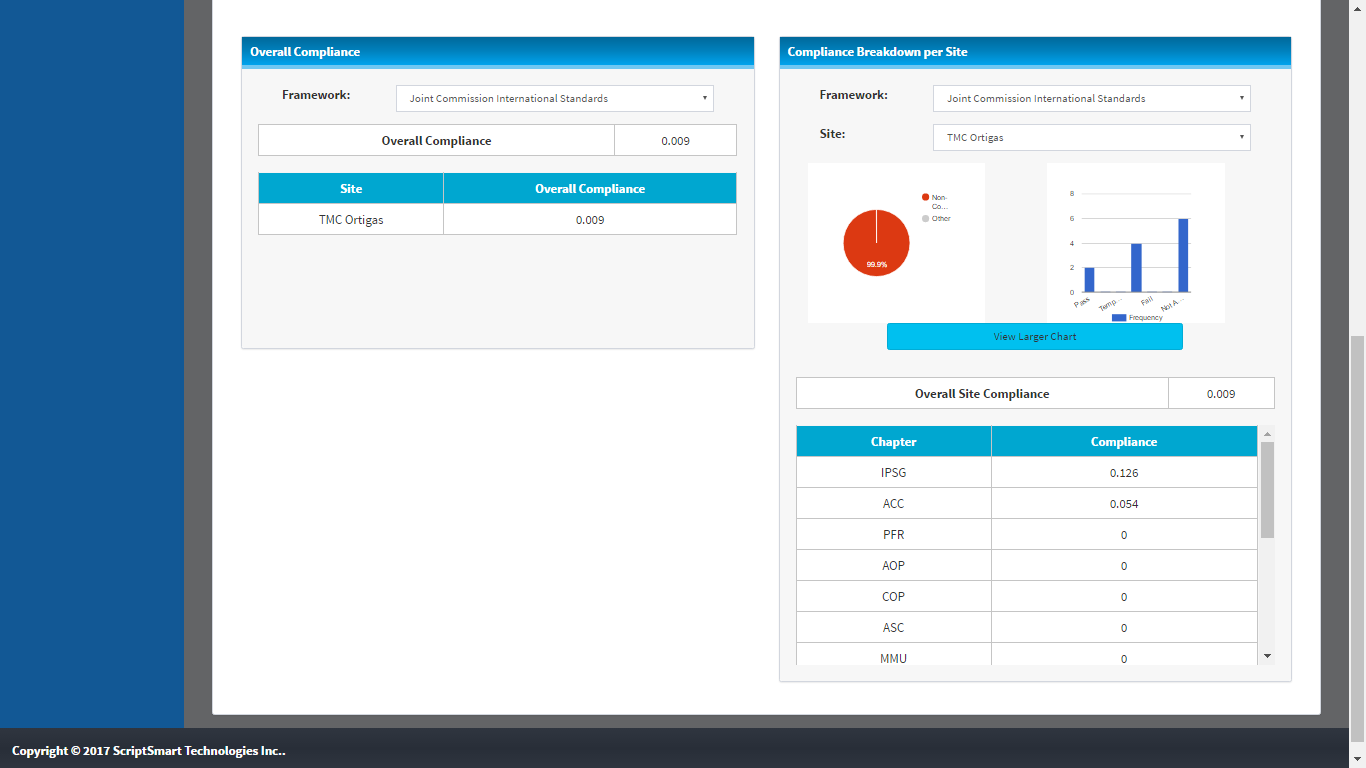 Overall Compliance
Framework:
Joint Commission International Standards
Overall Compliance 0.009
Site Overall Compliance
TMC Ortigas 0.009
Compliance Breakdown per Site
Framework:
Joint Commission International Standards
Site:
TMC Ortigas
Non-
Co...
Other
99.9%
8
6
4
2
0
Pass Temp... Fail Not A...
Frequency
View Larger Chart
Overall Site Compliance 0.009
Chapter Compliance
IPSG 0.126
ACC 0.054
PFR 0
AOP 0
COP 0
ASC 0
MMU 0
Copyright © 2017 ScriptSmart Technologies Inc..